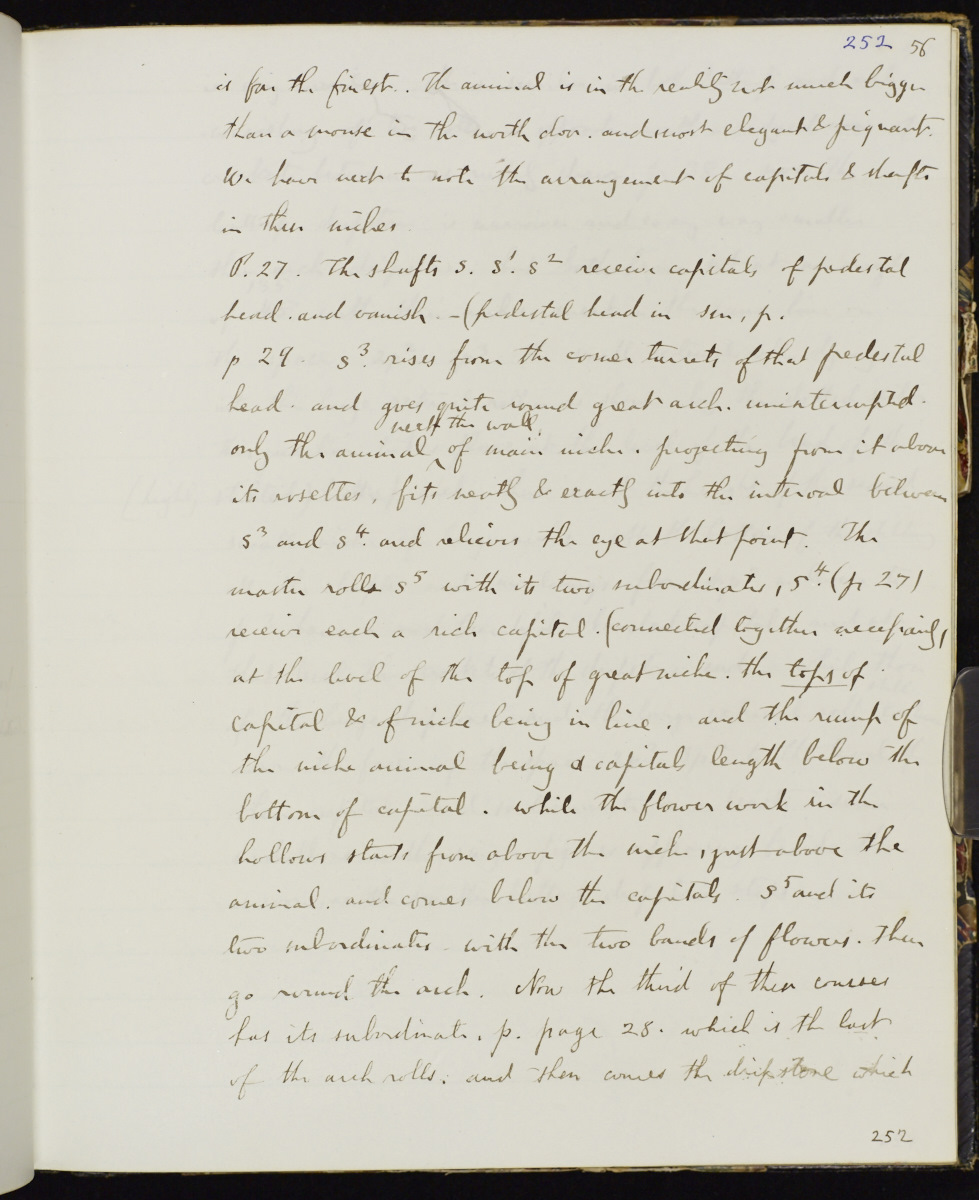 252 56
is far the finest. . The animal is in the reality not much bigger
than a mouse in the north door. and most elegant & piquant.
We have next to note the arrangement of capitals & shafts
in these niches.
P. 27. The shafts s. s¹. s² receive capitals of pedestal
head. and vanish. - (pedestal head in sm, p.
p 29. s³. rises from the corner turrets of that pedestal
head. and goes quite round great arch. uninterrupted.
next the wall
only the animal ^ of main niche. projecting from it above
its rosettes, fits neatly & exactly into the interval between
s³ and s⁴. and relieves the eye at that point. The
master rolls s⁵ with its two subordinates, s⁴. (p 27)
receive each a rich capital. (connected together necessarily,
at the level of the top of great niche. the tops of
capital & of niche being in line. and the rump of
the niche animal being a capitals length below the
bottom of capital. while the flower work in the
hollows starts from above the niche, just above the
animal. and comes below the capitals. s⁵ and its
two subordinates - with the two bands of flowers. then
go round the arch. Now the third of these courses
has its subordinate. p. page 28. which is the last
of the arch rolls. and then comes the dripstone which
252